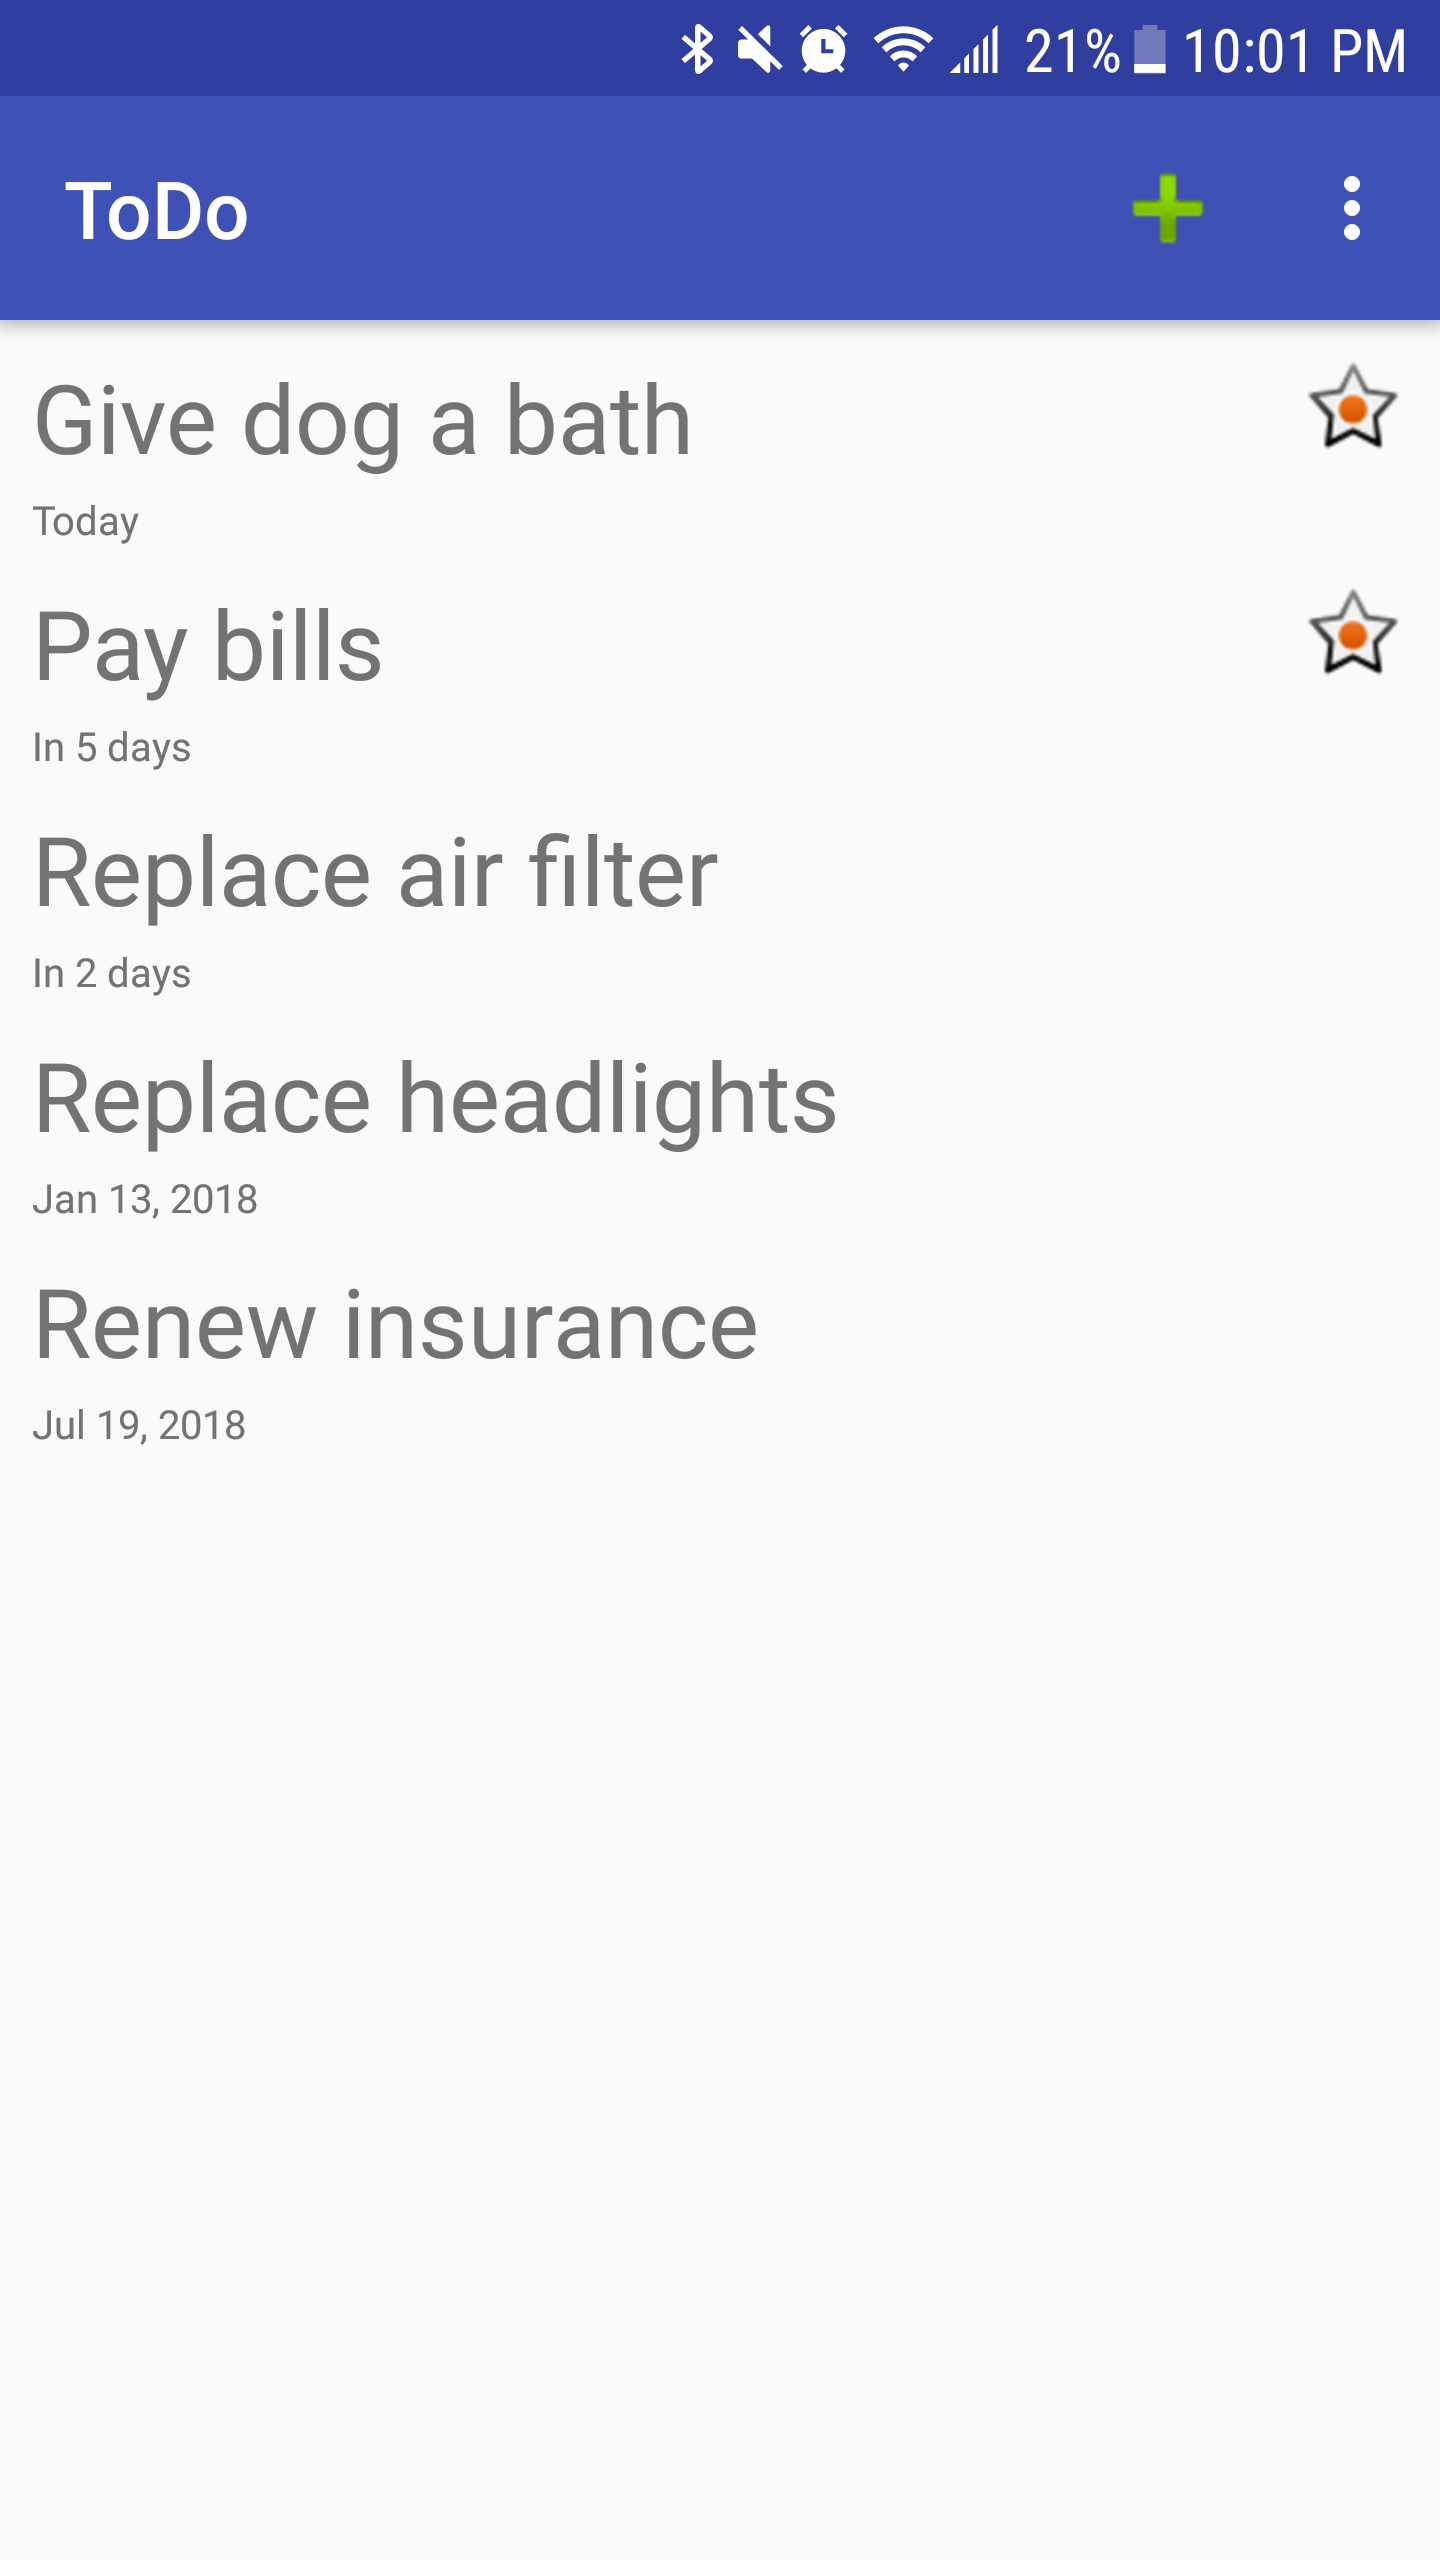 21% 10:01 PM
ToDo
Give dog a bath
Today
Pay bills
In 5 days
Replace air filter
In 2 days
Replace headlights
Jan 13, 2018
Renew insurance
Jul 19, 2018